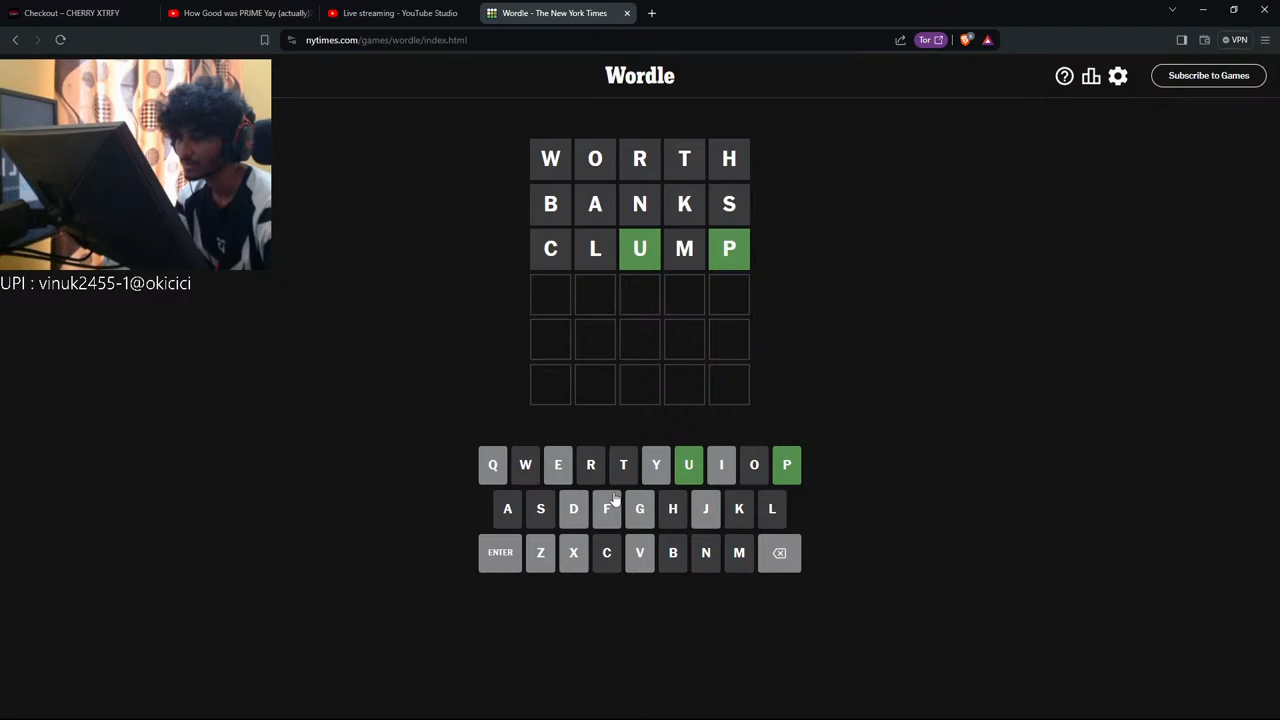 Checkout – CHERRY XTRFY
How Good was PRIME Yay (actually)?
Live streaming - YouTube Studio
Wordle - The New York Times
nytimes.com/games/wordle/index.html
Tor
VPN
Wordle
Subscribe to Games
UPI : vinuk2455-1@okicici
W O R T H
B A N K S
C L U M P
Q W E R T Y U I O P
A S D F G H J K L
ENTER Z X C V B N M